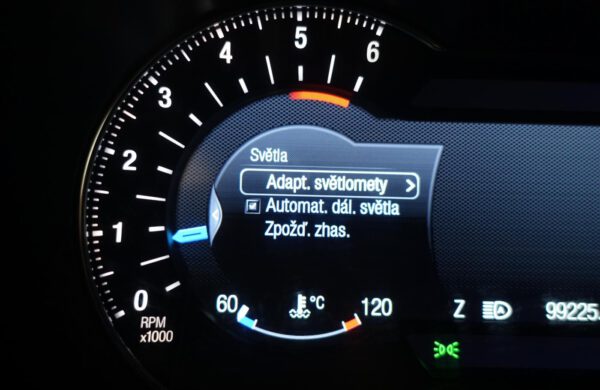 4
5
6
3
2
1
0
RPM
x1000
Světla
Adapt. světlomety
Automat. dál. světla
Zpožď. zhas.
60
°C
120
Z
A
99225.